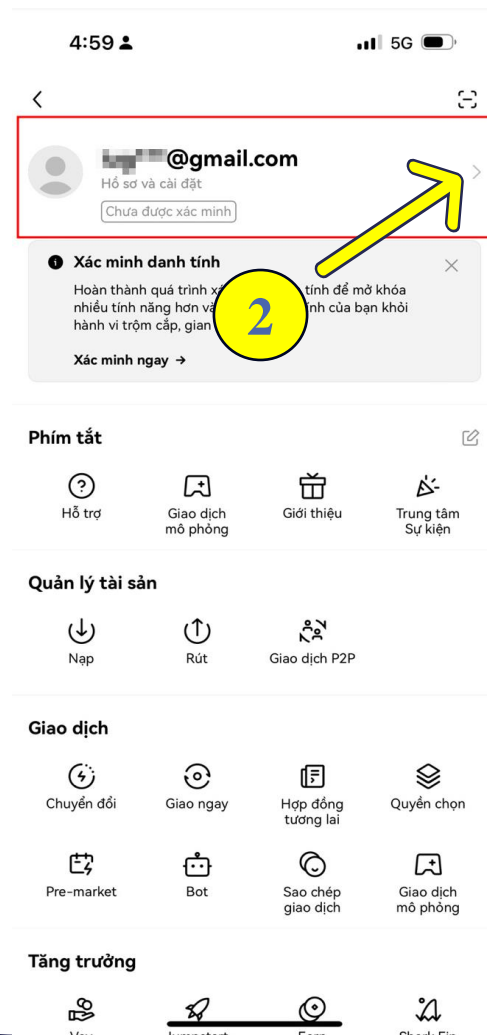 4:59
5G
@gmail.com
Hồ sơ và cài đặt
Chưa được xác minh
Xác minh danh tính
Hoàn thành quá trình tính để mở khóa
nhiều tính năng hơn của bạn khỏi
hành vi trộm cắp, gian
2
Xác minh ngay →
Phím tắt
Hỗ trợ
Giao dịch
mô phỏng
Giới thiệu
Trung tâm
Sự kiện
Quản lý tài sản
Nạp
Rút
Giao dịch P2P
Giao dịch
Chuyển đổi
Giao ngay
Hợp đồng
tương lai
Quyền chọn
Pre-market
Bot
Sao chép
giao dịch
Giao dịch
mô phỏng
Tăng trưởng